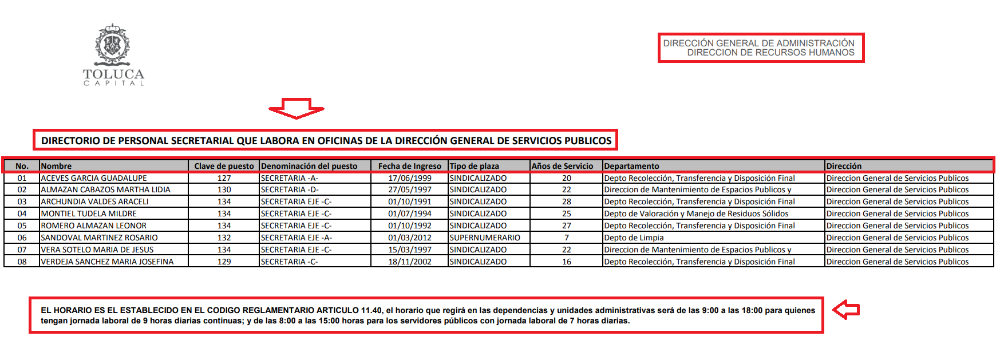 TOLUCA
CAPITAL
DIRECCIÓN GENERAL DE ADMINISTRACIÓN
DIRECCION DE RECURSOS HUMANOS
DIRECTORIO DE PERSONAL SECRETARIAL QUE LABORA EN OFICINAS DE LA DIRECCIÓN GENERAL DE SERVICIOS PUBLICOS
No. Nombre Clave de puesto Denominación del puesto Fecha de Ingreso Tipo de plaza Años de Servicio Departamento Dirección
01 ACEVES GARCIA GUADALUPE 127 SECRETARIA -A- 17/06/1999 SINDICALIZADO 20 Depto Recolección, Transferencia y Disposición Final Direccion General de Servicios Publicos
02 ALMAZAN CABAZOS MARTHA LIDIA 130 SECRETARIA -D- 27/05/1997 SINDICALIZADO 22 Direccion de Mantenimiento de Espacios Publicos y Direccion General de Servicios Publicos
03 ARCHUNDIA VALDES ARACELI 134 SECRETARIA EJE -C- 01/10/1991 SINDICALIZADO 28 Depto Recolección, Transferencia y Disposición Final Direccion General de Servicios Publicos
04 MONTIEL TUDELA MILDRE 134 SECRETARIA EJE -C- 01/07/1994 SINDICALIZADO 25 Depto de Valoración y Manejo de Residuos Sólidos Direccion General de Servicios Publicos
05 ROMERO ALMAZAN LEONOR 134 SECRETARIA EJE -C- 01/10/1992 SINDICALIZADO 27 Depto Recolección, Transferencia y Disposición Final Direccion General de Servicios Publicos
06 SANDOVAL MARTINEZ ROSARIO 132 SECRETARIA EJE -A- 01/03/2012 SUPERNUMERARIO 7 Depto de Limpia Direccion General de Servicios Publicos
07 VERA SOTELO MARIA DE JESUS 134 SECRETARIA EJE -C- 15/03/1997 SINDICALIZADO 22 Direccion de Mantenimiento de Espacios Publicos y Direccion General de Servicios Publicos
08 VERDEJA SANCHEZ MARIA JOSEFINA 129 SECRETARIA -C- 18/11/2002 SINDICALIZADO 16 Depto Recolección, Transferencia y Disposición Final Direccion General de Servicios Publicos
EL HORARIO ES EL ESTABLECIDO EN EL CODIGO REGLAMENTARIO ARTICULO 11.40, el horario que regirá en las dependencias y unidades administrativas será de las 9:00 a las 18:00 para quienes
tengan jornada laboral de 9 horas diarias continuas; y de las 8:00 a las 15:00 horas para los servidores públicos con jornada laboral de 7 horas diarias.